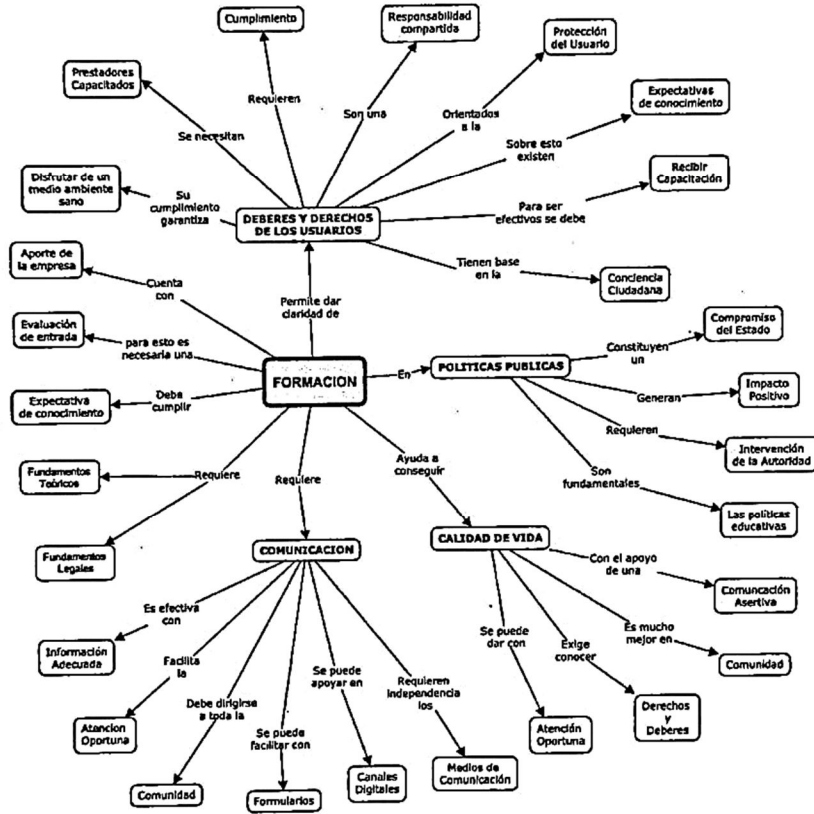 Cumplimiento
Responsabilidad
compartida
Protección
del Usuario
Prestadores
Capacitados
Requieren
Son una
Orientados
a la
Expectativas
de conocimiento
Se necesitan
Sobre esto
existen
Recibir
Capacitación
Disfrutar de un
medio ambiente
sano
Su
cumplimiento
garantiza
DEBERES Y DERECHOS
DE LOS USUARIOS
Para ser
efectivos se debe
Aporte de
la empresa
Cuenta
con
Tienen base
en la
Conciencia
Ciudadana
Permite dar
claridad de
Evaluación
de entrada
para esto es
necesaria una
Compromiso
del Estado
Constituyen
un
FORMACION
En
POLITICAS PUBLICAS
Expectativa
de conocimiento
Debe
cumplir
Generan
Impacto
Positivo
Requieren
Intervención
de la Autoridad
Fundamentos
Teóricos
Requiere
Requiere
Ayuda a
conseguir
Son
fundamentales
Las políticas
educativas
Fundamentos
Legales
COMUNICACION
CALIDAD DE VIDA
Con el apoyo
de una
Comuncación
Asertiva
Es efectiva
con
Información
Adecuada
Facilita
la
Se puede
apoyar en
Requieren
independencia
los
Se puede
dar con
Exige
conocer
Es mucho
mejor en
Comunidad
Debe dirigirse
a toda la
Se puede
facilitar con
Atencion
Oportuna
Comunidad
Formularios
Canales
Digitales
Medios de
Comunicación
Atención
Oportuna
Derechos
y
Deberes